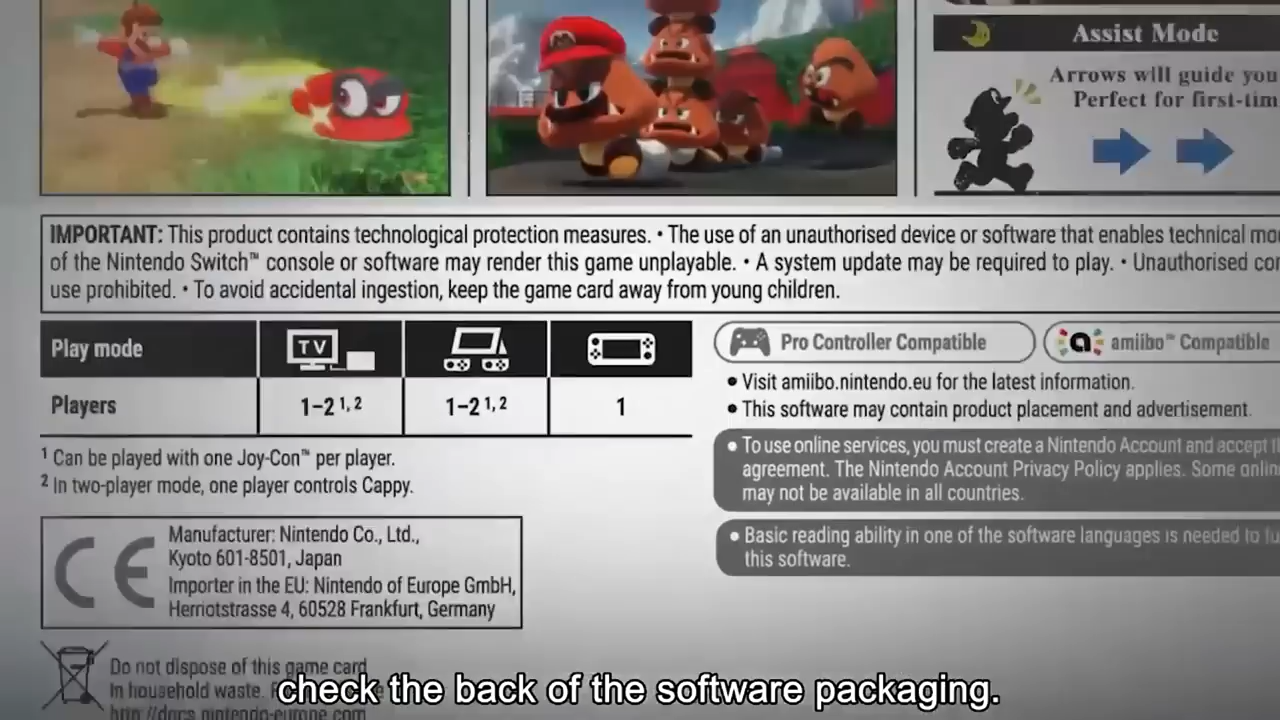 Assist Mode
Arrows will guide you
Perfect for first-tim
IMPORTANT: This product contains technological protection measures. • The use of an unauthorised device or software that enables technical mo
of the Nintendo Switch™ console or software may render this game unplayable. • A system update may be required to play. • Unauthorised co
use prohibited. • To avoid accidental ingestion, keep the game card away from young children.
Play mode TV
Players 1–2 1, 2 1–2 1, 2 1
1 Can be played with one Joy-Con™ per player.
2 In two-player mode, one player controls Cappy.
Pro Controller Compatible
amiibo™ Compatible
• Visit amiibo.nintendo.eu for the latest information.
• This software may contain product placement and advertisement.
• To use online services, you must create a Nintendo Account and accept
agreement. The Nintendo Account Privacy Policy applies. Some onlin
may not be available in all countries.
• Basic reading ability in one of the software languages is needed to fu
this software.
CE
Manufacturer: Nintendo Co., Ltd.,
Kyoto 601-8501, Japan
Importer in the EU: Nintendo of Europe GmbH,
Herriotstrasse 4, 60528 Frankfurt, Germany
Do not dispose of this game card
In household waste.
http://docs.nintendo-europe.com
check the back of the software packaging.